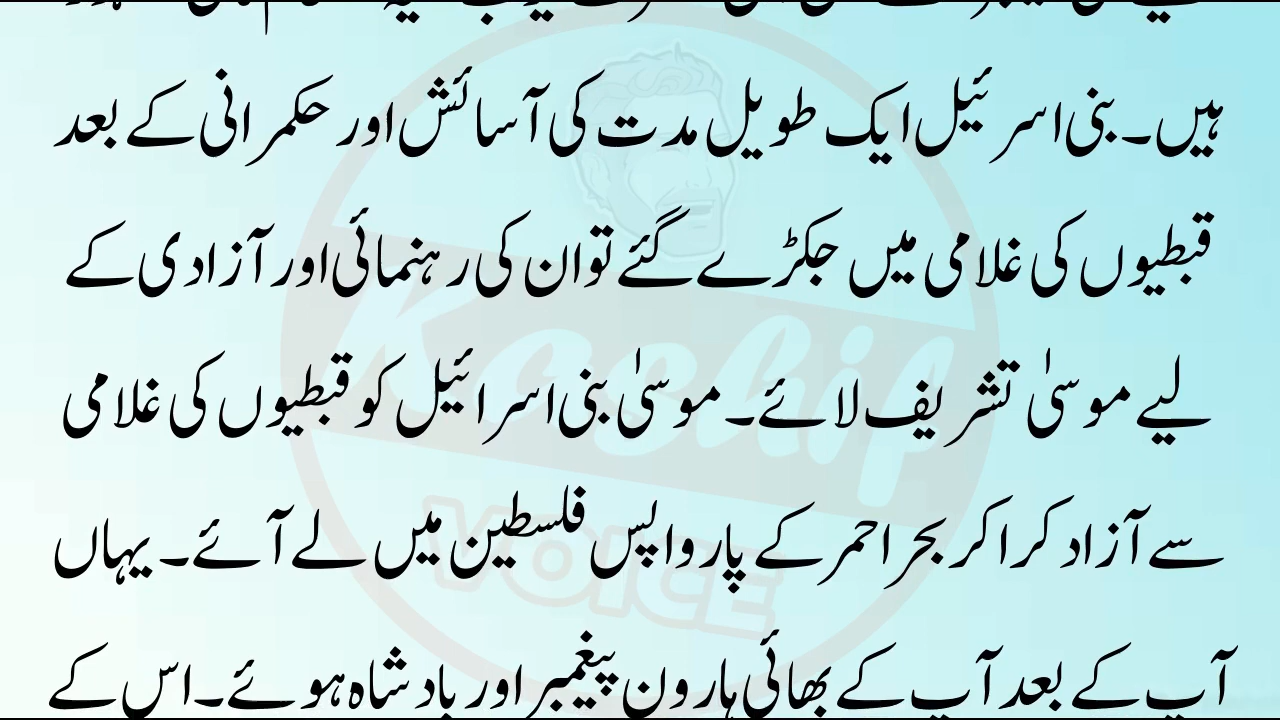 ہیں۔ بنی اسرئیل ایک طویل مدت کی آسائش اور حکمرانی کے بعد
قبطیوں کی غلامی میں جکڑے گئے تو ان کی رہنمائی اور آزادی کے
لیے موسیٰ تشریف لائے۔ موسیٰ بنی اسرائیل کو قبطیوں کی غلامی
سے آزاد کرا کر بحر احمر کے پار واپس فلسطین میں لے آئے۔ یہاں
آپ کے بعد آپ کے بھائی ہارون پیغمبر اور بادشاہ ہوئے۔ اس کے
Kashif
VOICE